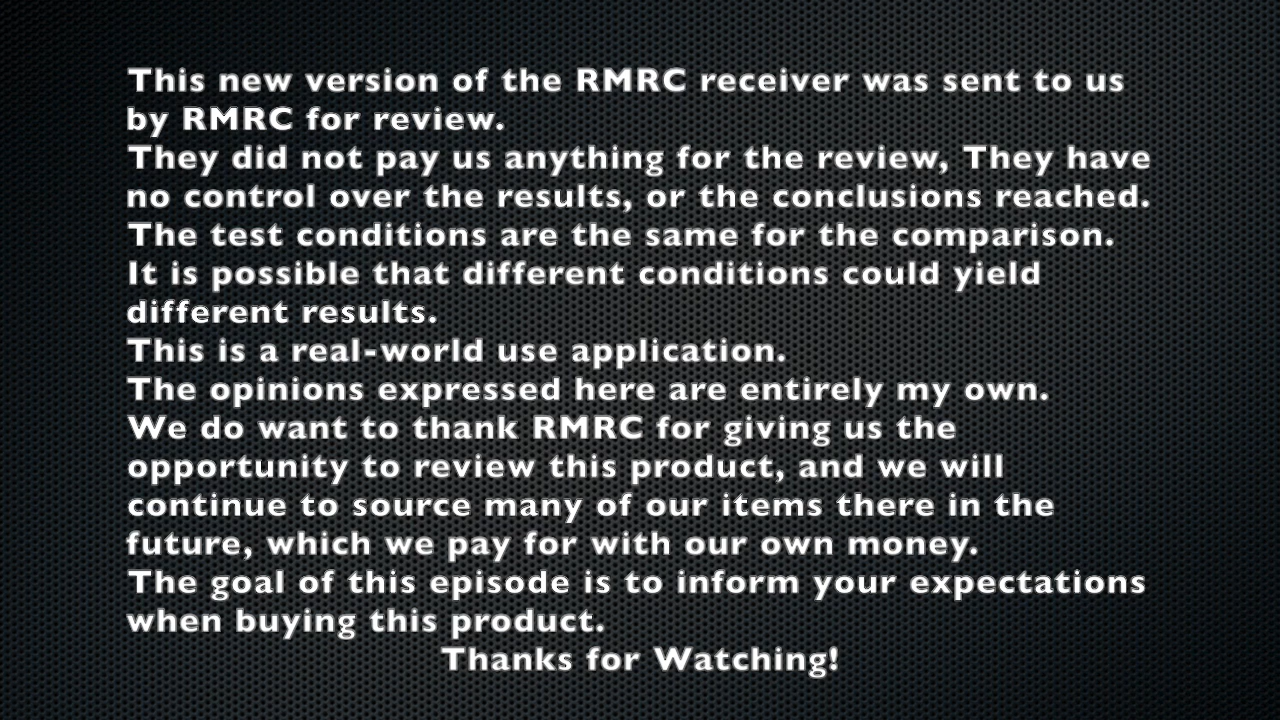 This new version of the RMRC receiver was sent to us
by RMRC for review.
They did not pay us anything for the review, They have
no control over the results, or the conclusions reached.
The test conditions are the same for the comparison.
It is possible that different conditions could yield
different results.
This is a real-world use application.
The opinions expressed here are entirely my own.
We do want to thank RMRC for giving us the
opportunity to review this product, and we will
continue to source many of our items there in the
future, which we pay for with our own money.
The goal of this episode is to inform your expectations
when buying this product.
Thanks for Watching!